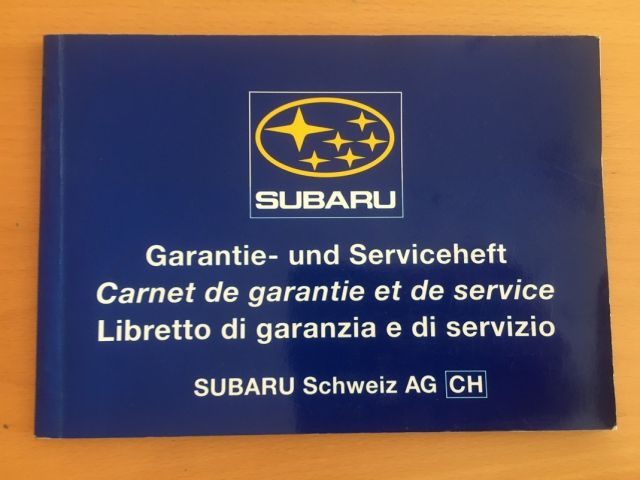 SUBARU
Garantie- und Serviceheft
Carnet de garantie et de service
Libretto di garanzia e di servizio
SUBARU Schweiz AG CH